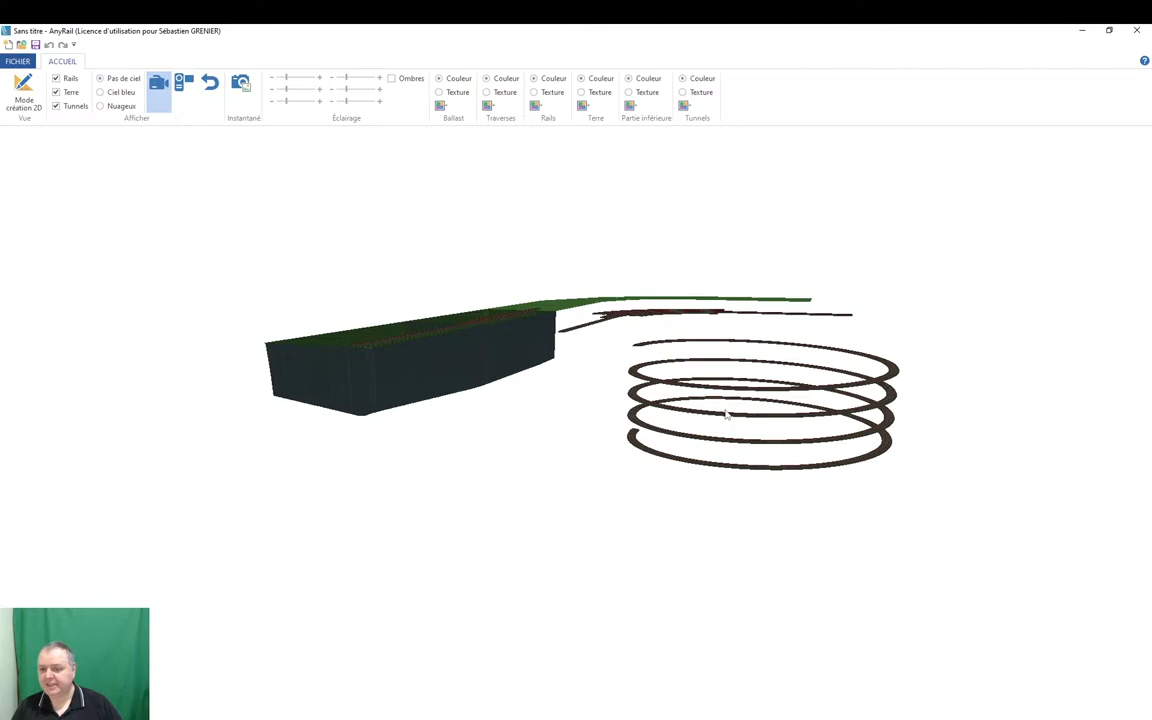 Sans titre - AnyRail (Licence d'utilisation pour Sébastien GRENIER)
FICHIER
ACCUEIL
Mode
création 2D
Vue
Rails
Terre
Tunnels
Pas de ciel
Ciel bleu
Nuageux
Afficher
Instantané
Ombres
Éclairage
Couleur
Texture
Ballast
Couleur
Texture
Traverses
Couleur
Texture
Rails
Couleur
Texture
Terre
Couleur
Texture
Partie inférieure
Couleur
Texture
Tunnels